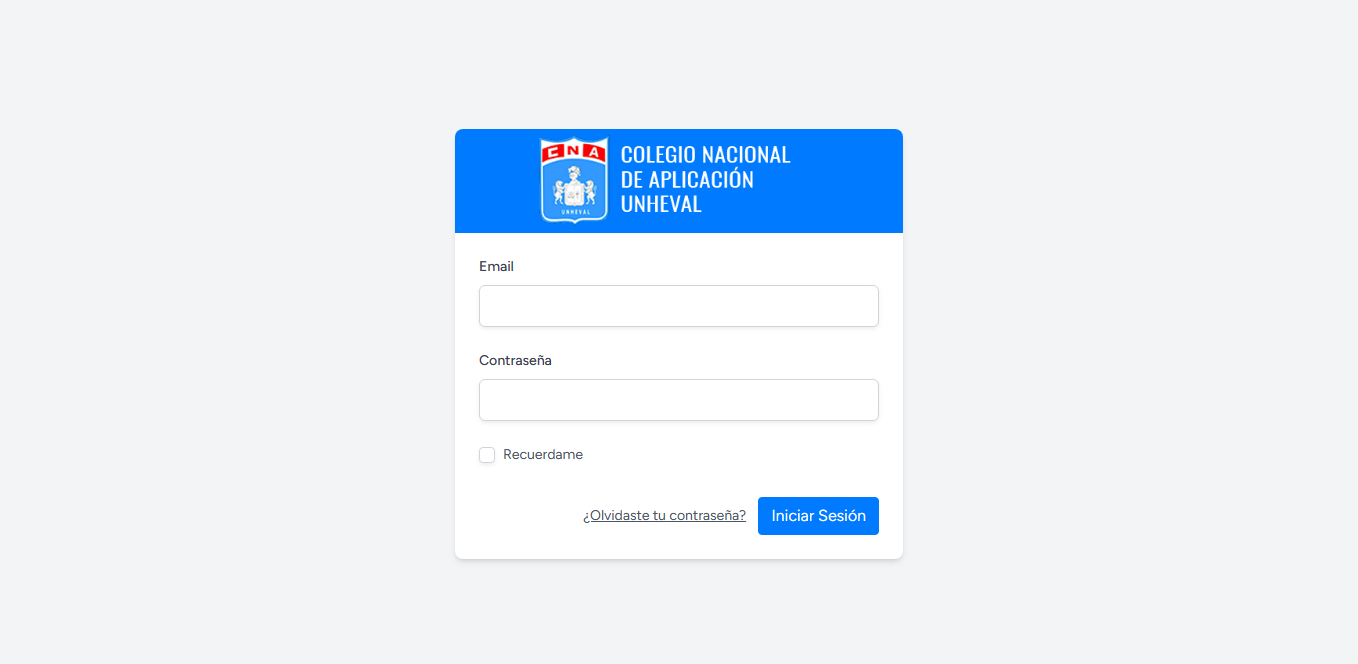 CNA
UNHEVAL
COLEGIO NACIONAL
DE APLICACIÓN
UNHEVAL
Email
Contraseña
Recuerdame
¿Olvidaste tu contraseña?
Iniciar Sesión